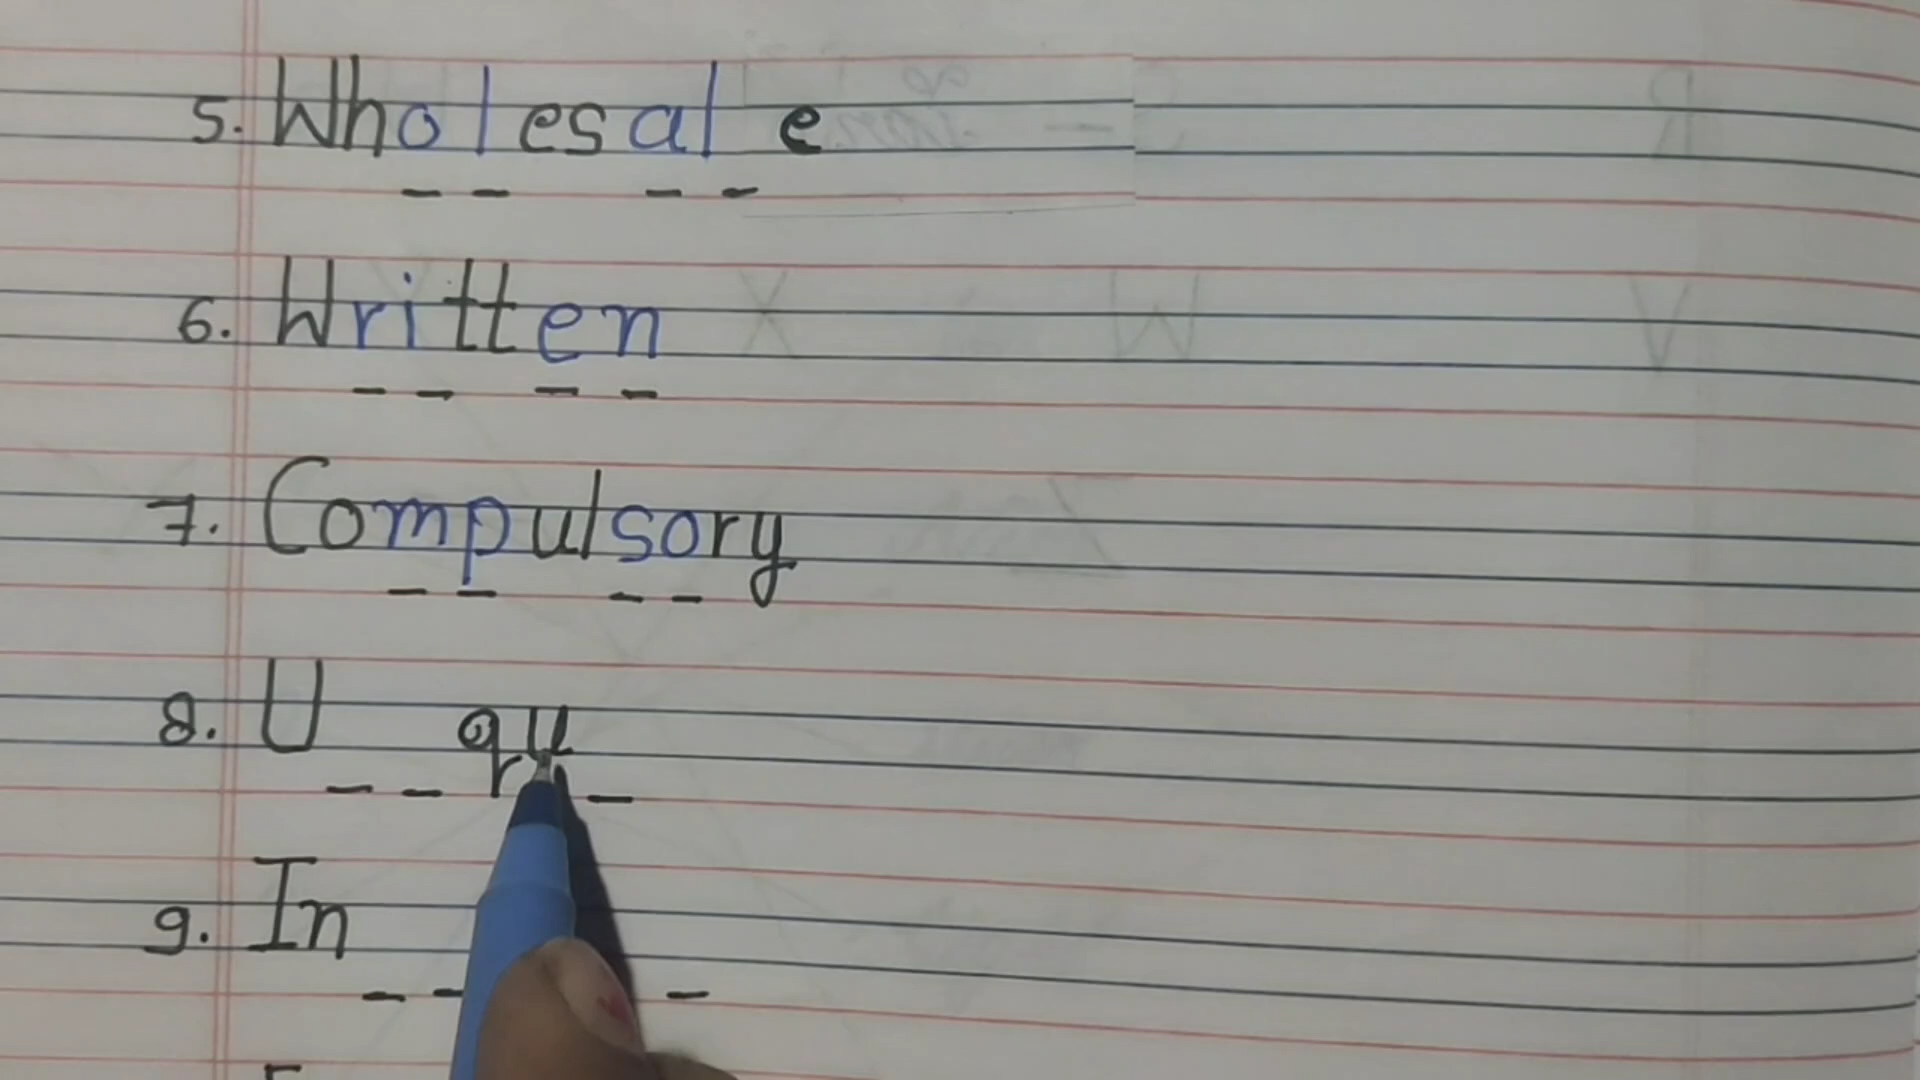 5. Wholesale
6. Written
7. Compulsory
8. U _ _ qu _
9. In _ _ _